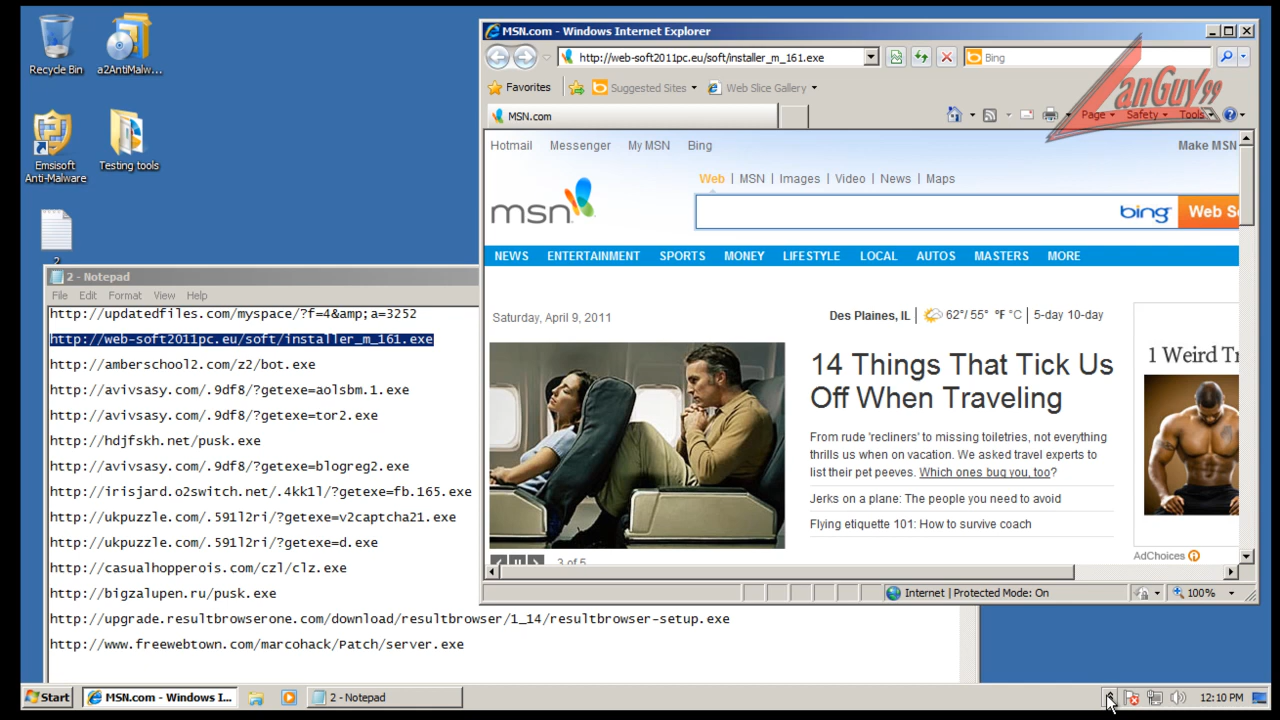 Recycle Bin
a2AntiMalw...
Emsisoft
Anti-Malware
Testing tools
2
MSN.com - Windows Internet Explorer
http://web-soft2011pc.eu/soft/installer_m_161.exe
Bing
Favorites
Suggested Sites
Web Slice Gallery
MSN.com
Page
Safety
Tools
anGuy99
Hotmail
Messenger
My MSN
Bing
Make MSN
Web | MSN | Images | Video | News | Maps
msn
bing
Web S
NEWS ENTERTAINMENT SPORTS MONEY LIFESTYLE LOCAL AUTOS MASTERS MORE
Saturday, April 9, 2011
Des Plaines, IL | 62°/ 55° °F °C | 5-day 10-day
14 Things That Tick Us
Off When Traveling
From rude 'recliners' to missing toiletries, not everything
thrills us when on vacation. We asked travel experts to
list their pet peeves. Which ones bug you, too?
Jerks on a plane: The people you need to avoid
Flying etiquette 101: How to survive coach
3 of 5
1 Weird Tr
AdChoices
Internet | Protected Mode: On
100%
2 - Notepad
File Edit Format View Help
http://updatedfiles.com/myspace/?f=4&amp;a=3252
http://web-soft2011pc.eu/soft/installer_m_161.exe
http://amberschool2.com/z2/bot.exe
http://avivsasy.com/.9df8/?getexe=aolsbm.1.exe
http://avivsasy.com/.9df8/?getexe=tor2.exe
http://hdjfskh.net/pusk.exe
http://avivsasy.com/.9df8/?getexe=blogreg2.exe
http://irisjard.o2switch.net/.4kk1l/?getexe=fb.165.exe
http://ukpuzzle.com/.591l2ri/?getexe=v2captcha21.exe
http://ukpuzzle.com/.591l2ri/?getexe=d.exe
http://casualhopperois.com/czl/clz.exe
http://bigzalupen.ru/pusk.exe
http://upgrade.resultbrowserone.com/download/resultbrowser/1_14/resultbrowser-setup.exe
http://www.freewebtown.com/marcohack/Patch/server.exe
Start
MSN.com - Windows I...
2 - Notepad
12:10 PM